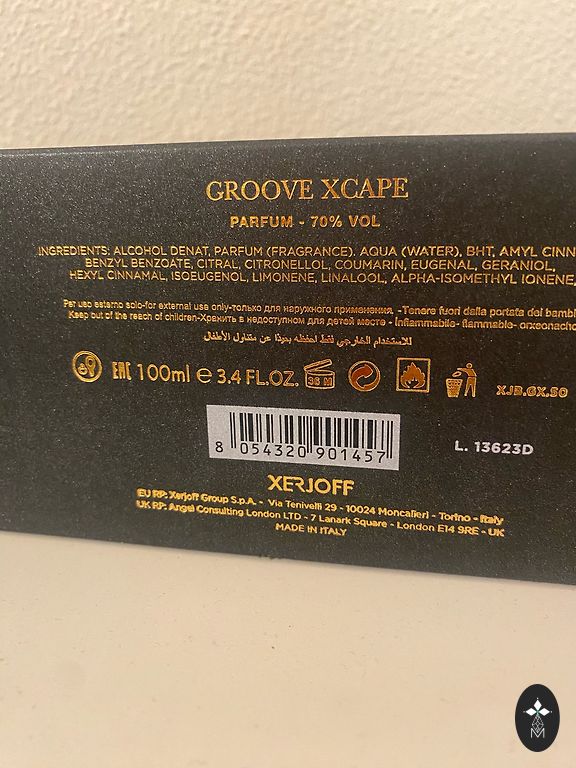 GROOVE XCAPE
PARFUM - 70% VOL
INGREDIENTS: ALCOHOL DENAT, PARFUM (FRAGRANCE). AQUA (WATER), BHT, AMYL CINN
BENZYL BENZOATE, CITRAL, CITRONELLOL, COUMARIN, EUGENAL, GERANIOL,
HEXYL CINNAMAL, ISOEUGENOL, LIMONENE, LINALOOL, ALPHA-ISOMETHYL IONENE,
Per uso esterno solo-for external use only-только для наружного применения -Tenere fuori dalla portata dei bambi
Keep out of the reach of children-Хранить в недоступном для детей месте - Infiammabile- flammable- огнеопасно
للاستخدام الخارجي فقط احفظه بعيدًا عن متناول الأطفال
EAC 100ml e 3.4 FL.OZ. 36 M
XJB.GX.50
8 054320 901457
L. 13623D
XERJOFF
EU RP: Xerjoff Group S.p.A. - Via Tenivelli 29 - 10024 Moncalieri - Torino - Italy
UK RP: Angel Consulting London LTD - 7 Lanark Square - London E14 9RE - UK
MADE IN ITALY
M